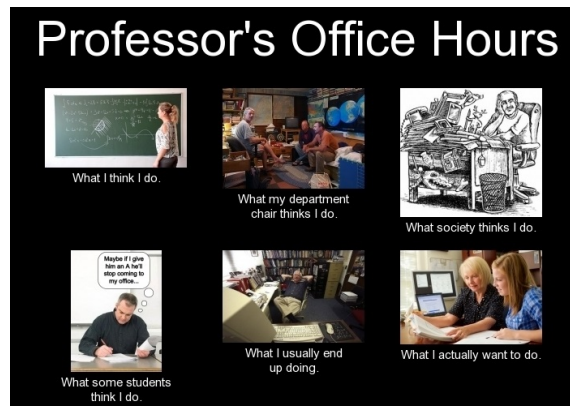 Professor's Office Hours
What I think I do.
What my department
chair thinks I do.
What society thinks I do.
Maybe if I give
him an A he'll
stop coming to
my office...
What some students
think I do.
What I usually end
up doing.
What I actually want to do.